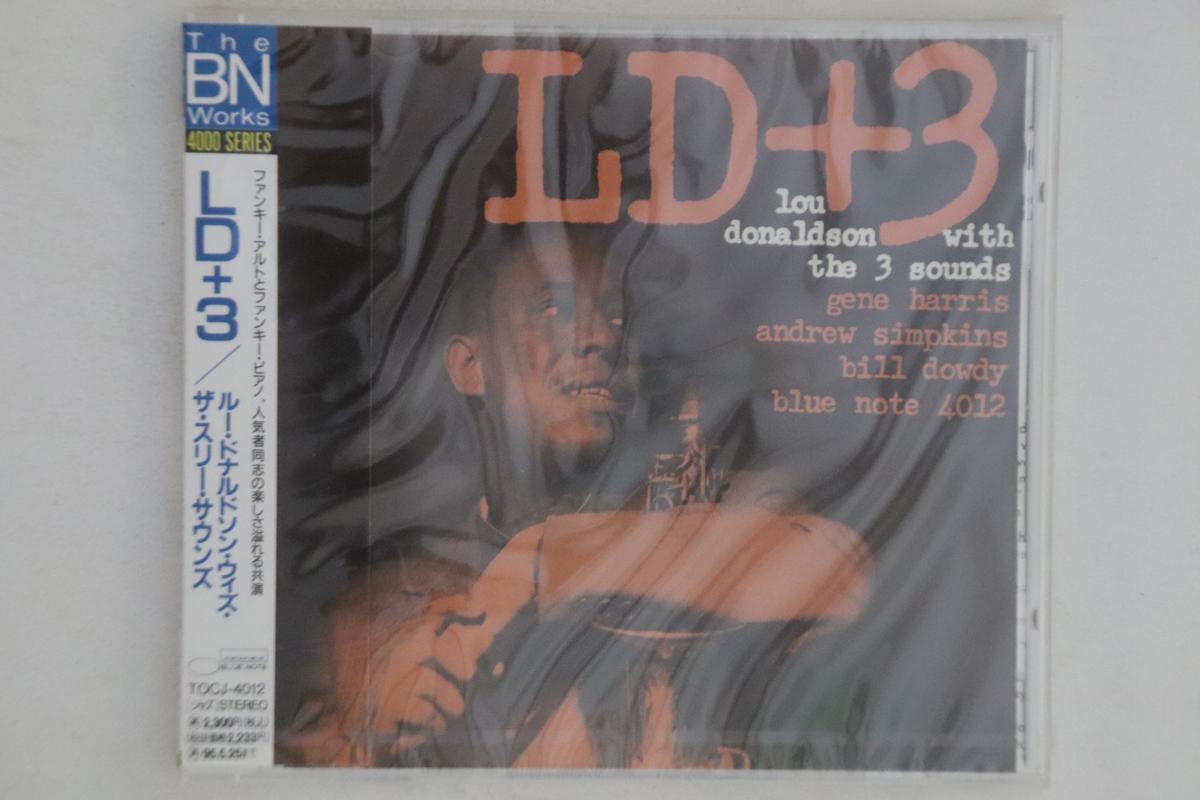 The
BN
Works
4000 SERIES
LD+3/
ルー・ドナルドソン・ウィズ・
ザ・スリー・サウンズ
ファンキー・アルトとファンキー・ピアノ、人気者同志の楽しさ溢れる共演
BLUE NOTE
TOCJ-4012
STEREO
LD+3
lou
donaldson with
the 3 sounds
gene harris
andrew simpkins
bill dowdy
blue note 4012